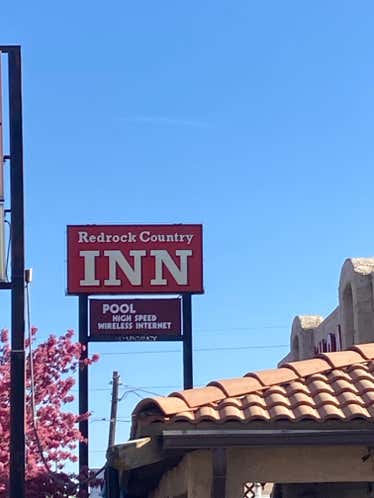 Redrock Country
INN
POOL
HIGH SPEED
WIRELESS INTERNET